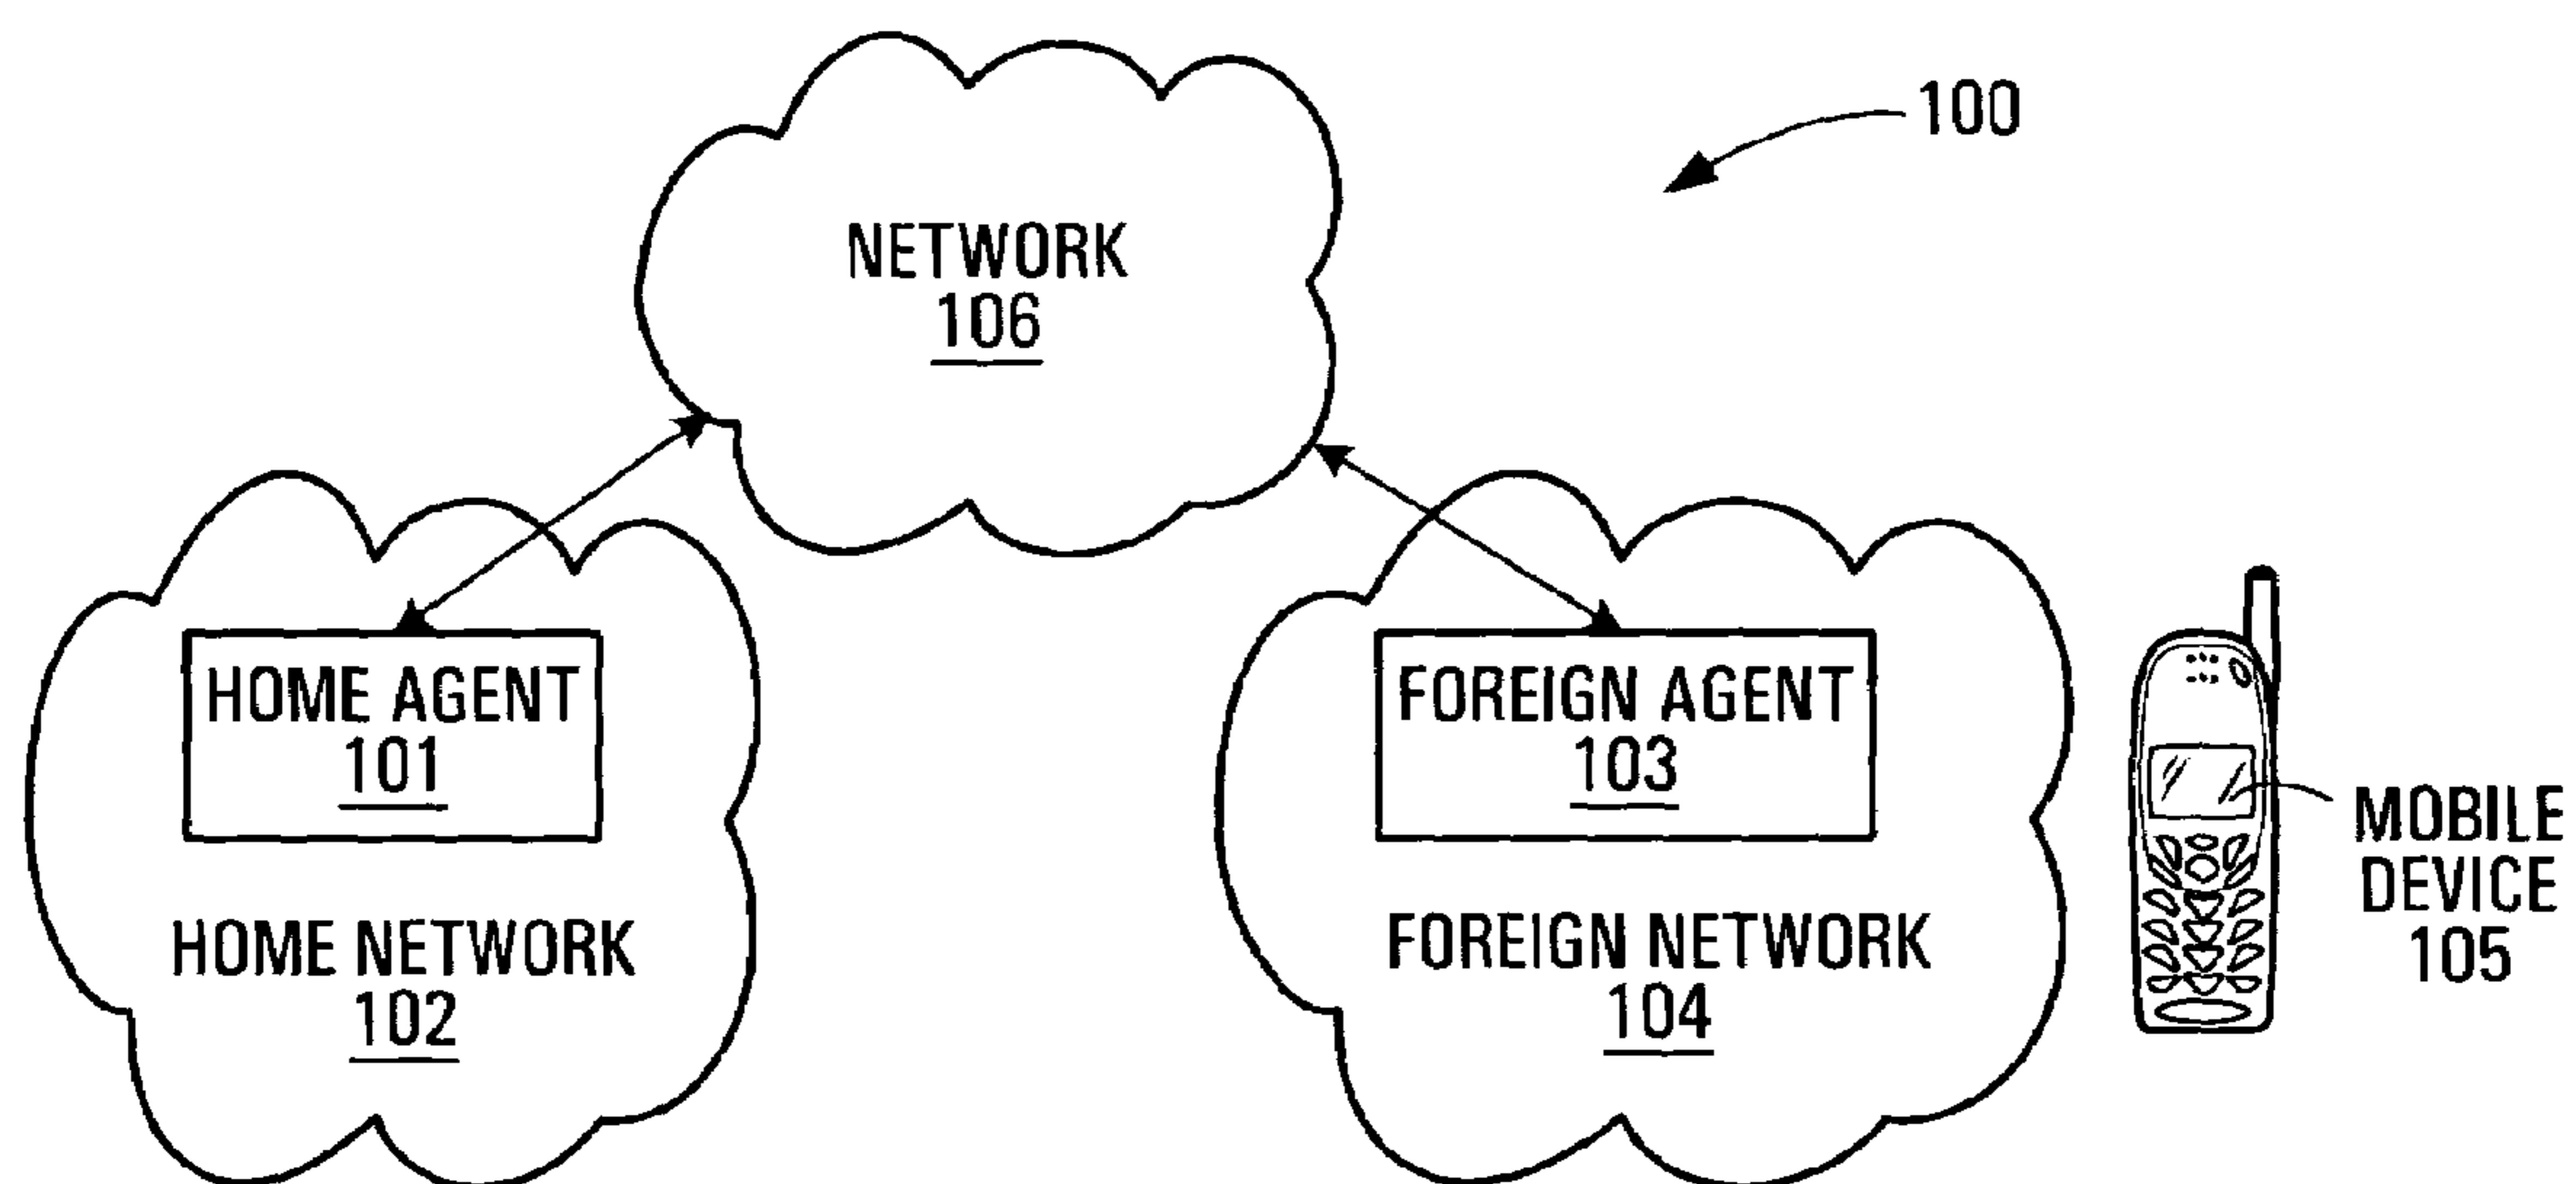 100
NETWORK
106
HOME AGENT
101
HOME NETWORK
102
FOREIGN AGENT
103
FOREIGN NETWORK
104
MOBILE
DEVICE
105